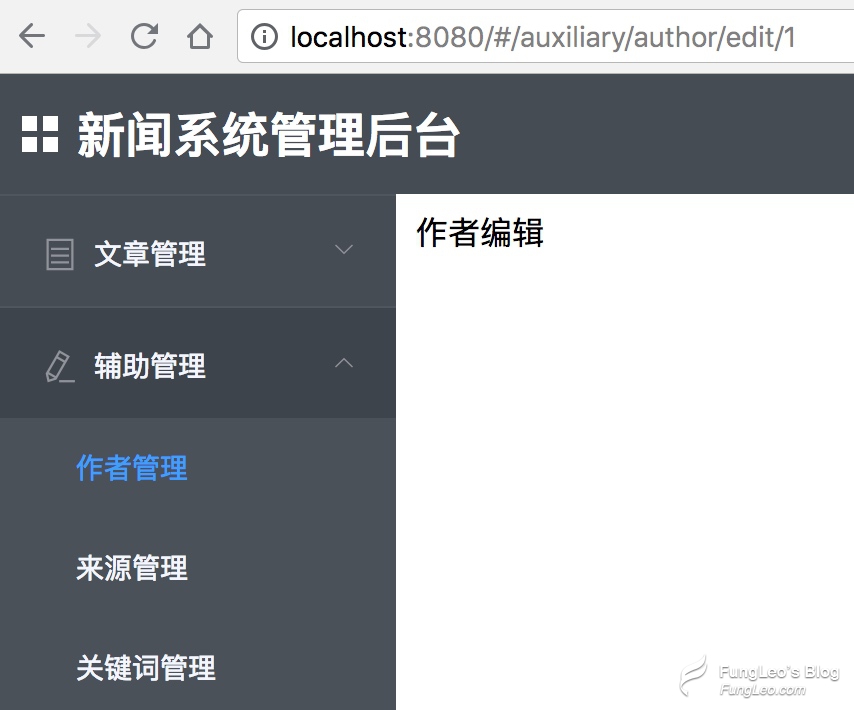 localhost:8080/#/auxiliary/author/edit/1
新闻系统管理后台
文章管理
作者编辑
辅助管理
作者管理
来源管理
关键词管理
FungLeo's Blog
FungLeo.com